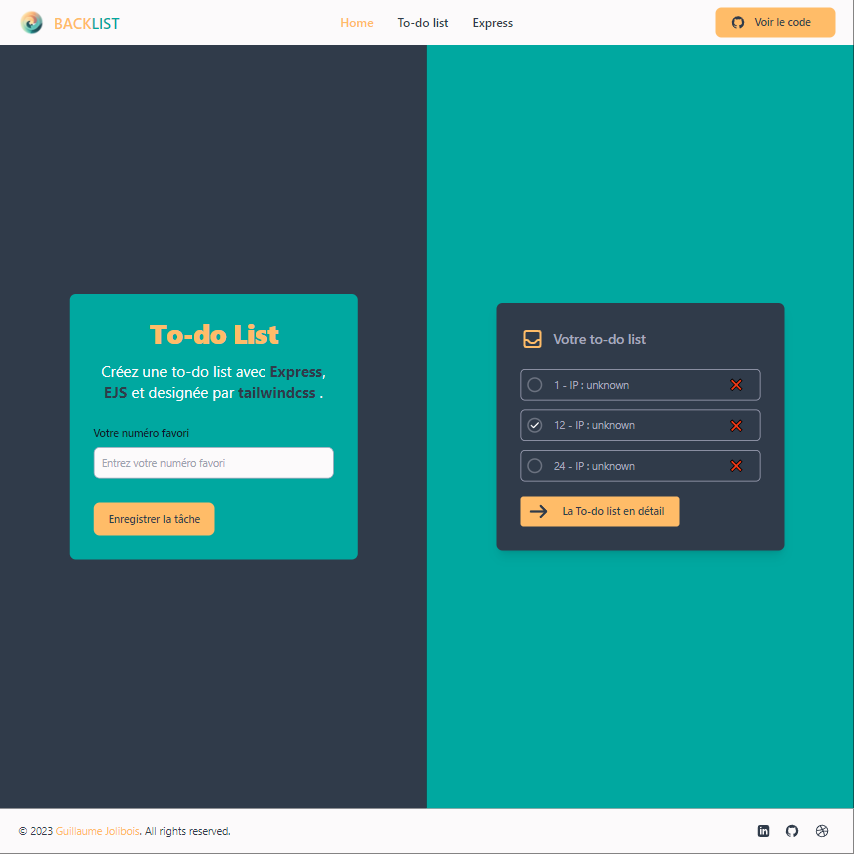 BACKLIST Home To-do list Express Voir le code
To-do List
Créez une to-do list avec Express,
EJS et designée par tailwindcss .
Votre numéro favori
Entrez votre numéro favori
Enregistrer la tâche
Votre to-do list
1 - IP : unknown
12 - IP : unknown
24 - IP : unknown
La To-do list en détail
© 2023 Guillaume Jolibois. All rights reserved.